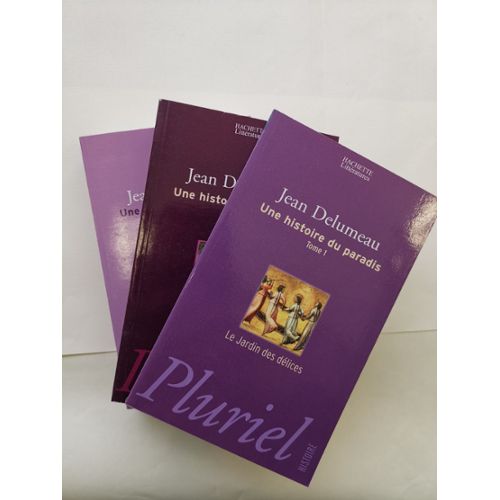 HACHETTE
Littératures
Jean Delumeau
Une histoire du paradis
Tome 1
Le Jardin des délices
Pluriel
HISTOIRE
HACHETTE
Littératures
Jean D
Une histo
P
Je
Une